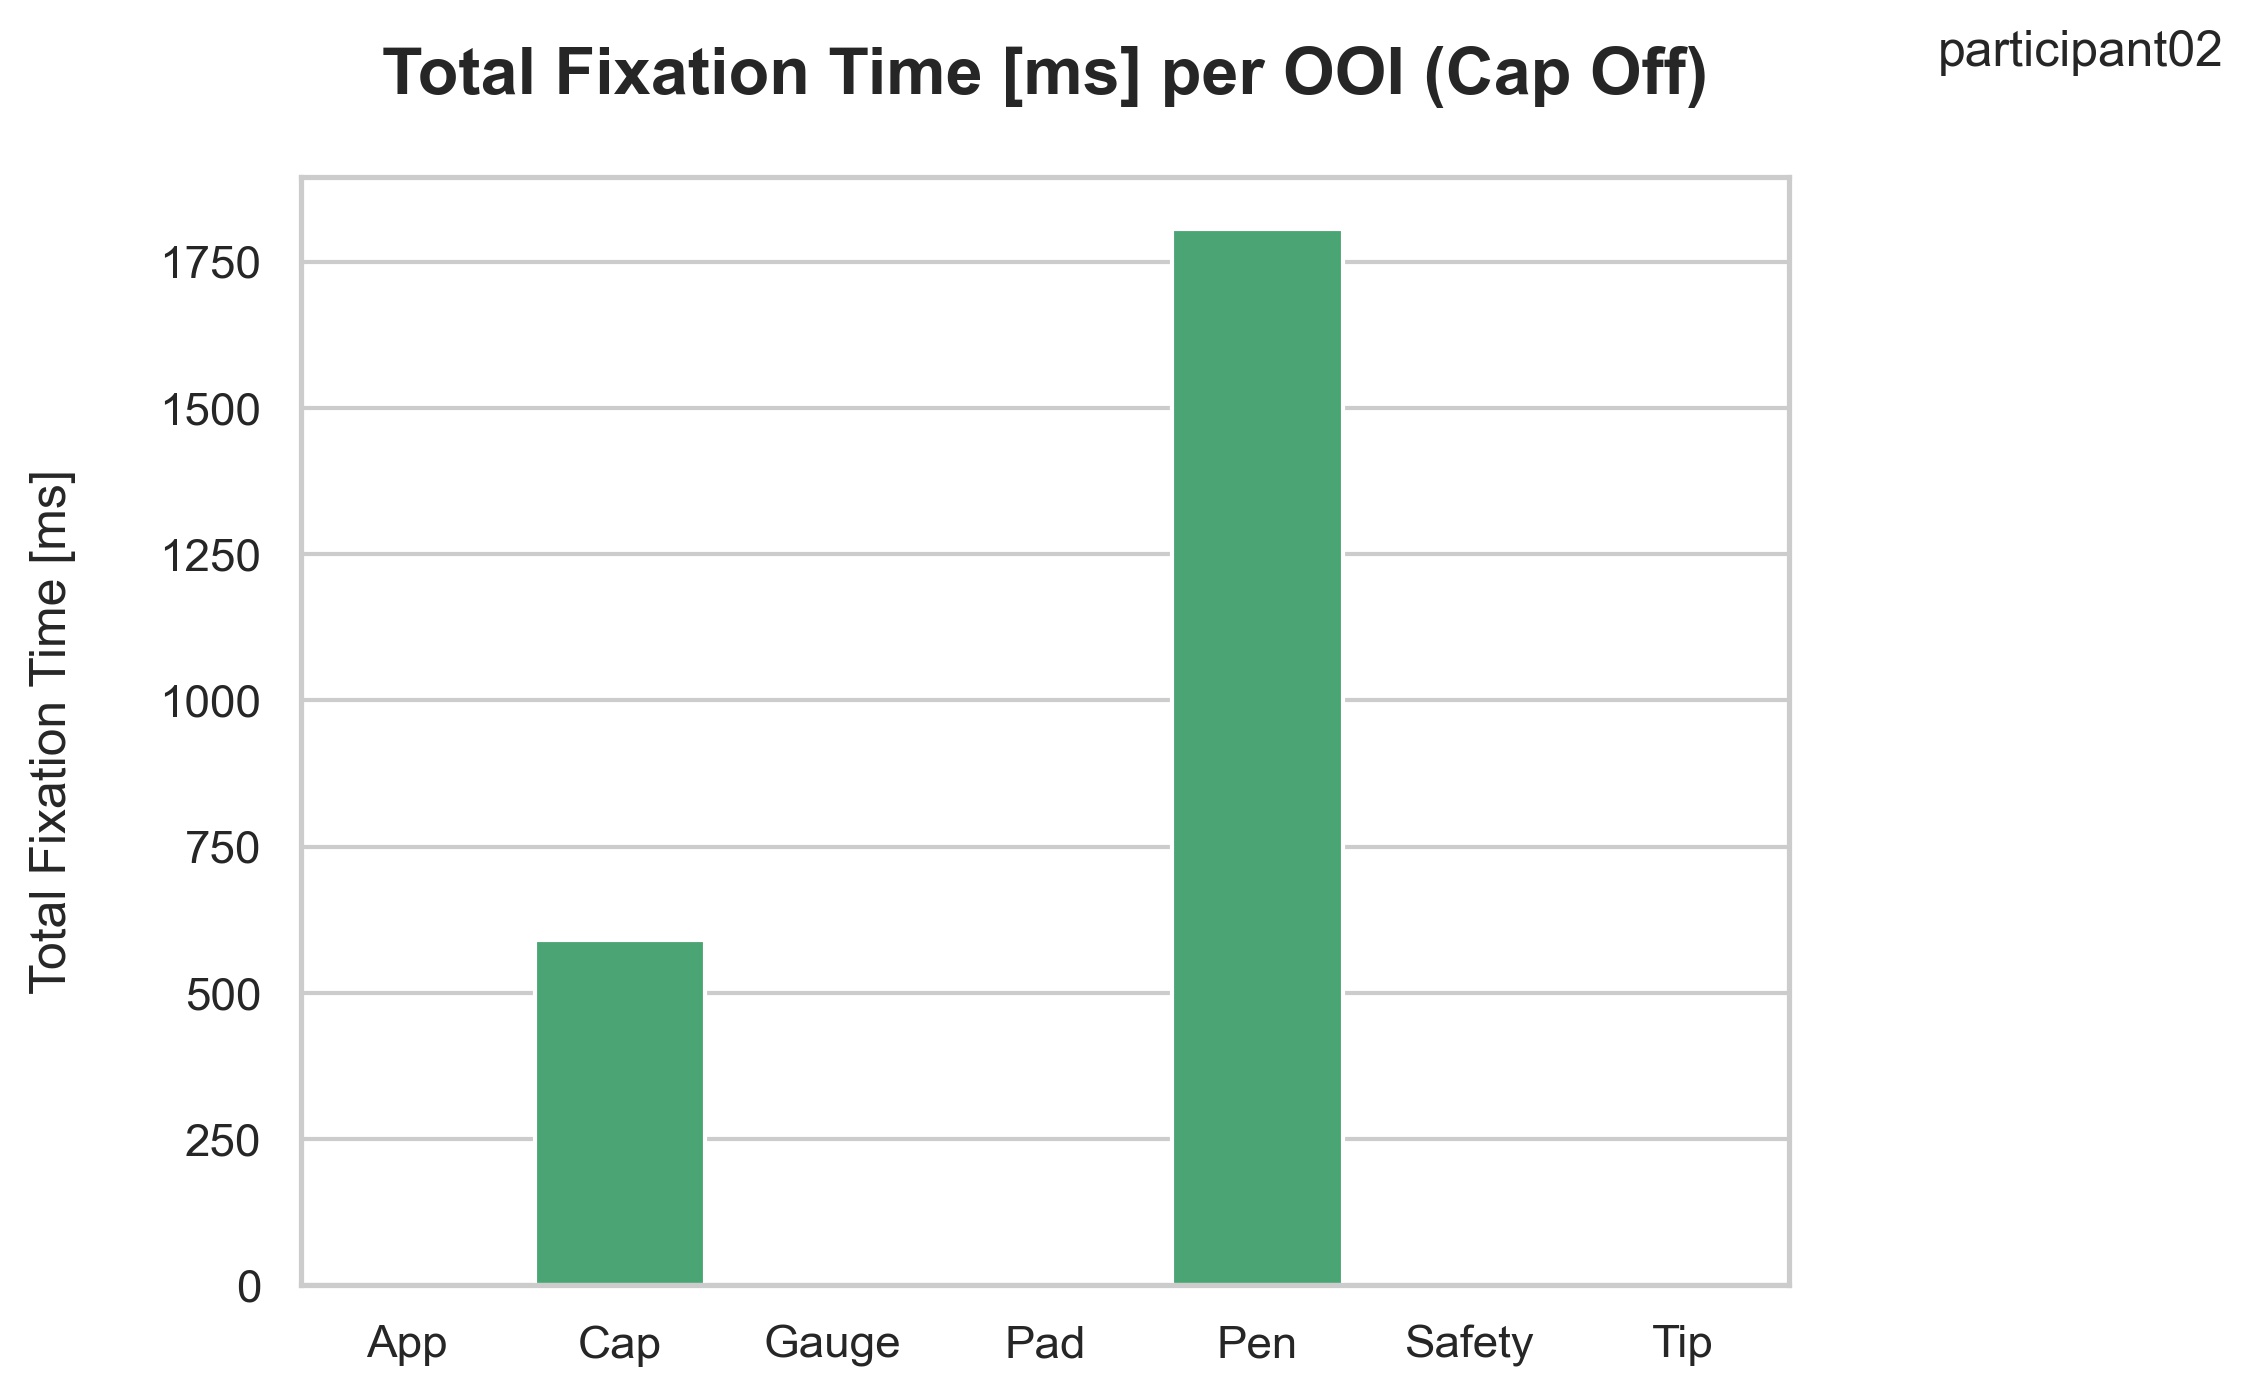 participant02
Total Fixation Time [ms] per OOI (Cap Off)
Total Fixation Time [ms]
1750
1500
1250
1000
750
500
250
0
App
Cap
Gauge
Pad
Pen
Safety
Tip